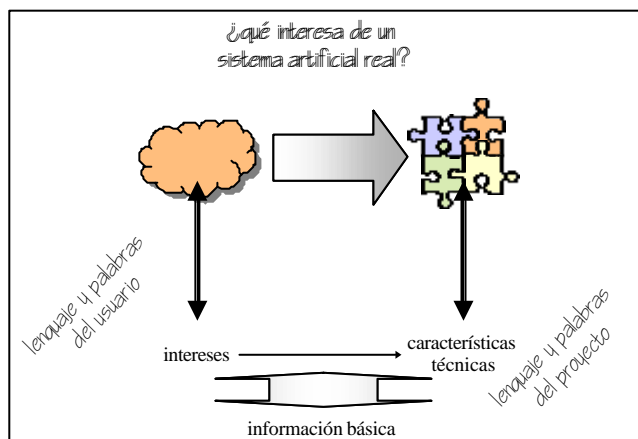 ¿qué interesa de un
sistema artificial real?
lenguaje y palabras
del usuario
intereses
características
técnicas
lenguaje y palabras
del proyecto
información básica